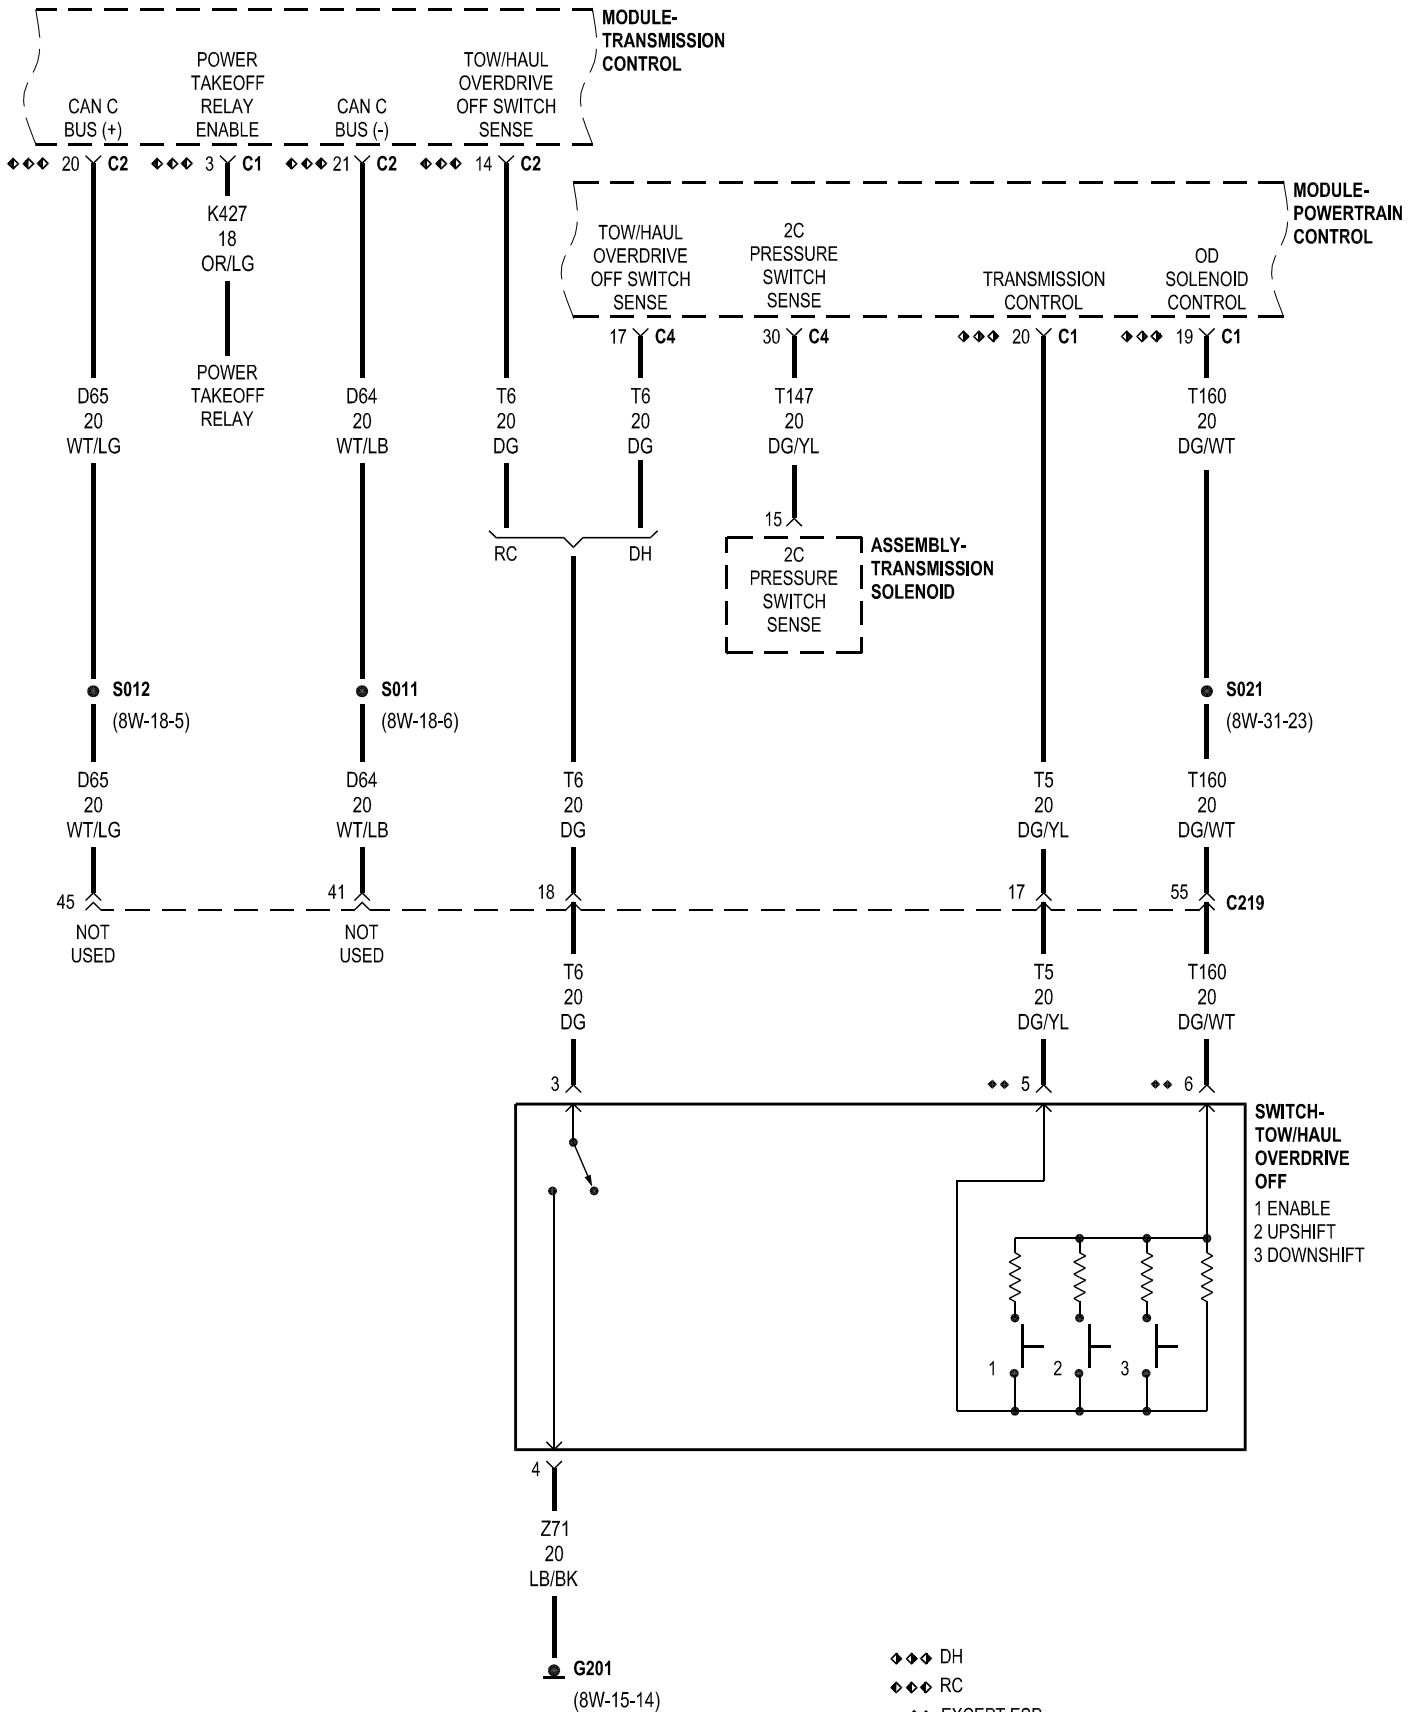 MODULE-
TRANSMISSION
CONTROL
CAN C
BUS (+)
POWER
TAKEOFF
RELAY
ENABLE
CAN C
BUS (-)
TOW/HAUL
OVERDRIVE
OFF SWITCH
SENSE
20 C2
3 C1
21 C2
14 C2
K427
18
OR/LG
POWER
TAKEOFF
RELAY
MODULE-
POWERTRAIN
CONTROL
TOW/HAUL
OVERDRIVE
OFF SWITCH
SENSE
2C
PRESSURE
SWITCH
SENSE
TRANSMISSION
CONTROL
OD
SOLENOID
CONTROL
17 C4
30 C4
20 C1
19 C1
D65
20
WT/LG
D64
20
WT/LB
T6
20
DG
T6
20
DG
T147
20
DG/YL
T160
20
DG/WT
RC
DH
15
2C
PRESSURE
SWITCH
SENSE
ASSEMBLY-
TRANSMISSION
SOLENOID
S012
(8W-18-5)
S011
(8W-18-6)
S021
(8W-31-23)
D65
20
WT/LG
D64
20
WT/LB
T6
20
DG
T5
20
DG/YL
T160
20
DG/WT
45
41
18
17
55
C219
NOT
USED
NOT
USED
T6
20
DG
T5
20
DG/YL
T160
20
DG/WT
3
5
6
SWITCH-
TOW/HAUL
OVERDRIVE
OFF
1 ENABLE
2 UPSHIFT
3 DOWNSHIFT
1
2
3
4
Z71
20
LB/BK
G201
(8W-15-14)
DH
RC
EXCEPT FSP